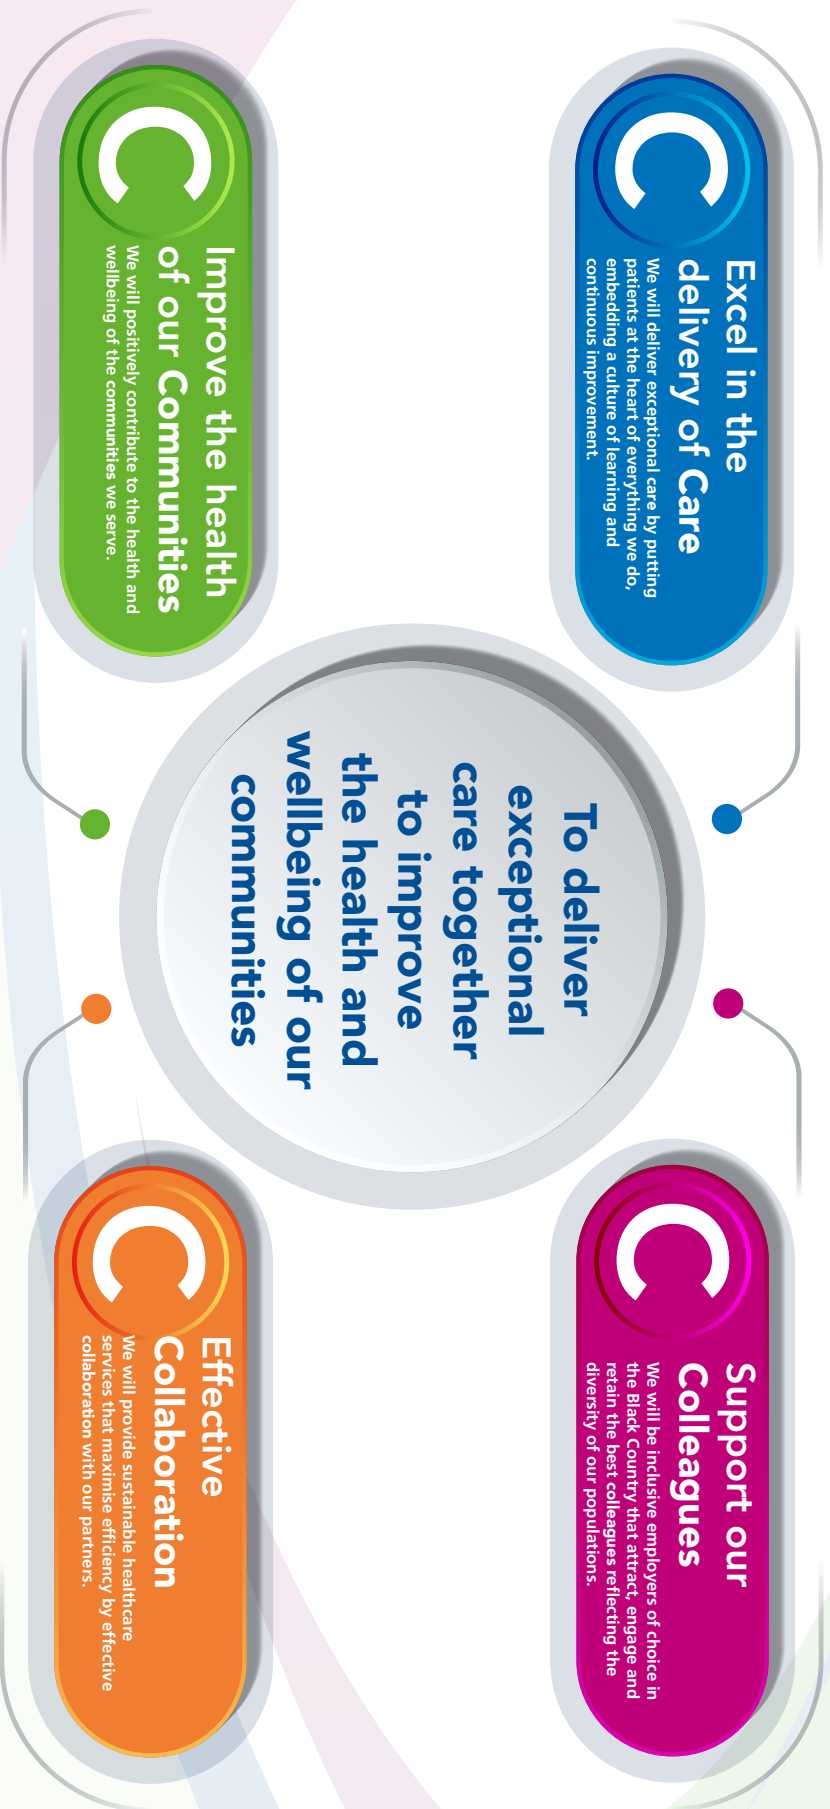 C
Excel in the
delivery of Care
We will deliver exceptional care by putting
patients at the heart of everything we do,
embedding a culture of learning and
continuous improvement.
C
Support our
Colleagues
We will be inclusive employers of choice in
the Black Country that attract, engage and
retain the best colleagues reflecting the
diversity of our populations.
To deliver
exceptional
care together
to improve
the health and
wellbeing of our
communities
C
Improve the health
of our Communities
We will positively contribute to the health and
wellbeing of the communities we serve.
C
Effective
Collaboration
We will provide sustainable healthcare
services that maximise efficiency by effective
collaboration with our partners.